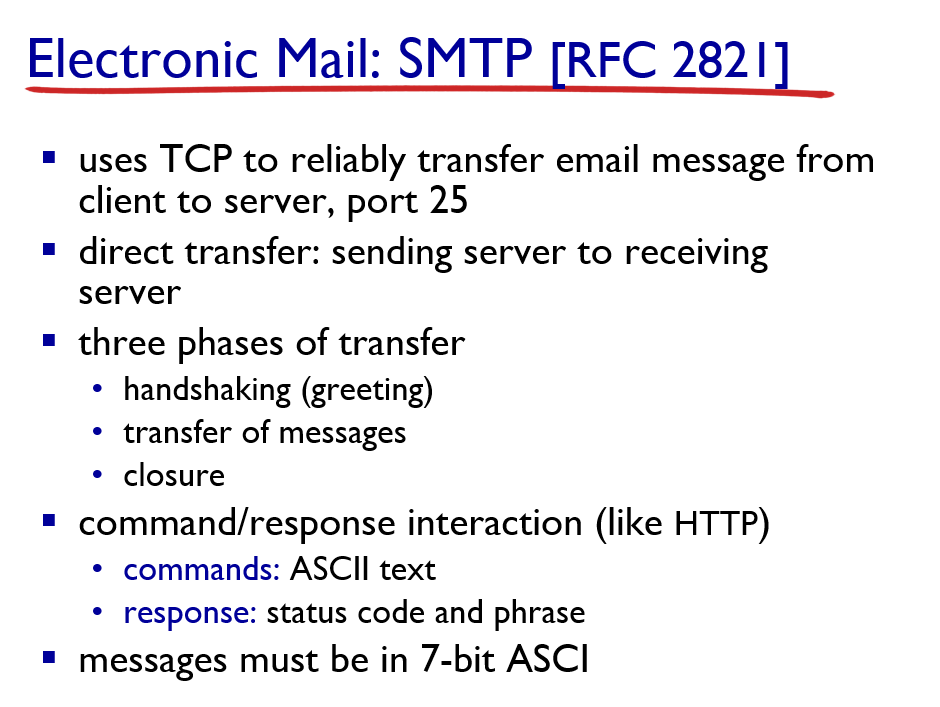 Electronic Mail: SMTP [RFC 2821]
▪ uses TCP to reliably transfer email message from
client to server, port 25
▪ direct transfer: sending server to receiving
server
▪ three phases of transfer
• handshaking (greeting)
• transfer of messages
• closure
▪ command/response interaction (like HTTP)
• commands: ASCII text
• response: status code and phrase
▪ messages must be in 7-bit ASCI